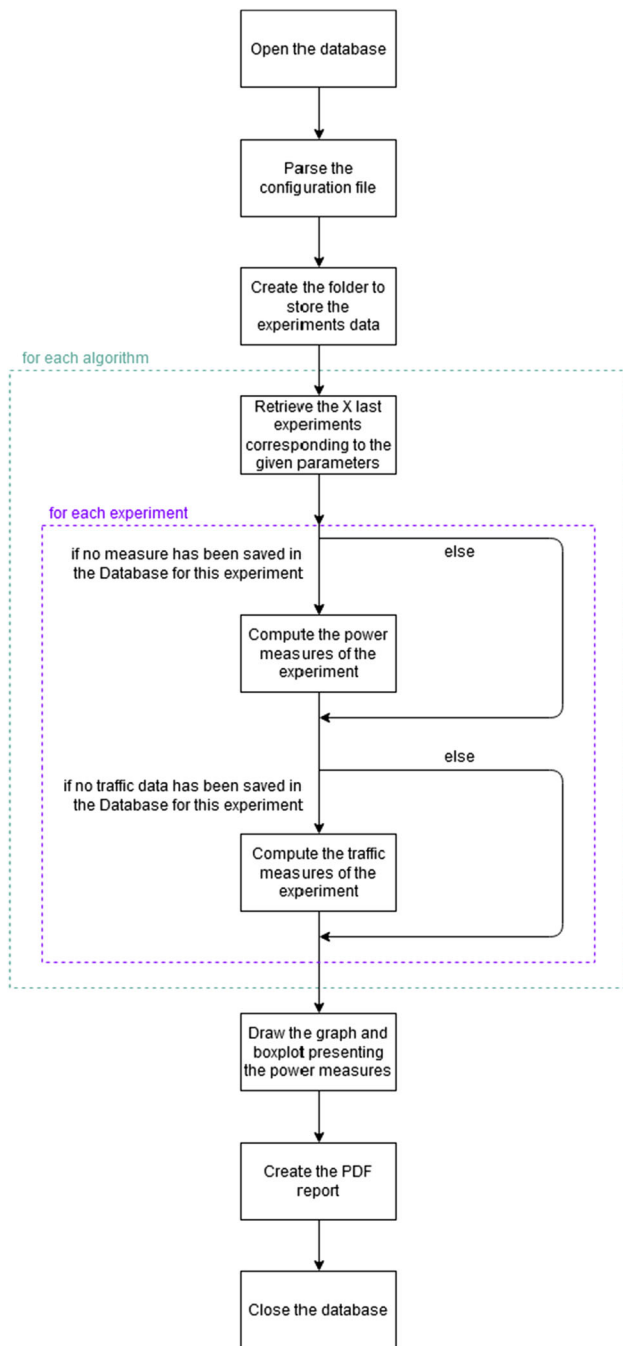 Open the database
Parse the
configuration file
Create the folder to
store the
experiments data
for each algorithm
Retrieve the X last
experiments
corresponding to the
given parameters
for each experiment
if no measure has been saved in
the Database for this experiment
else
Compute the power
measures of the
experiment
else
if no traffic data has been saved in
the Database for this experiment
Compute the traffic
measures of the
experiment
Draw the graph and
boxplot presenting
the power measures
Create the PDF
report
Close the database